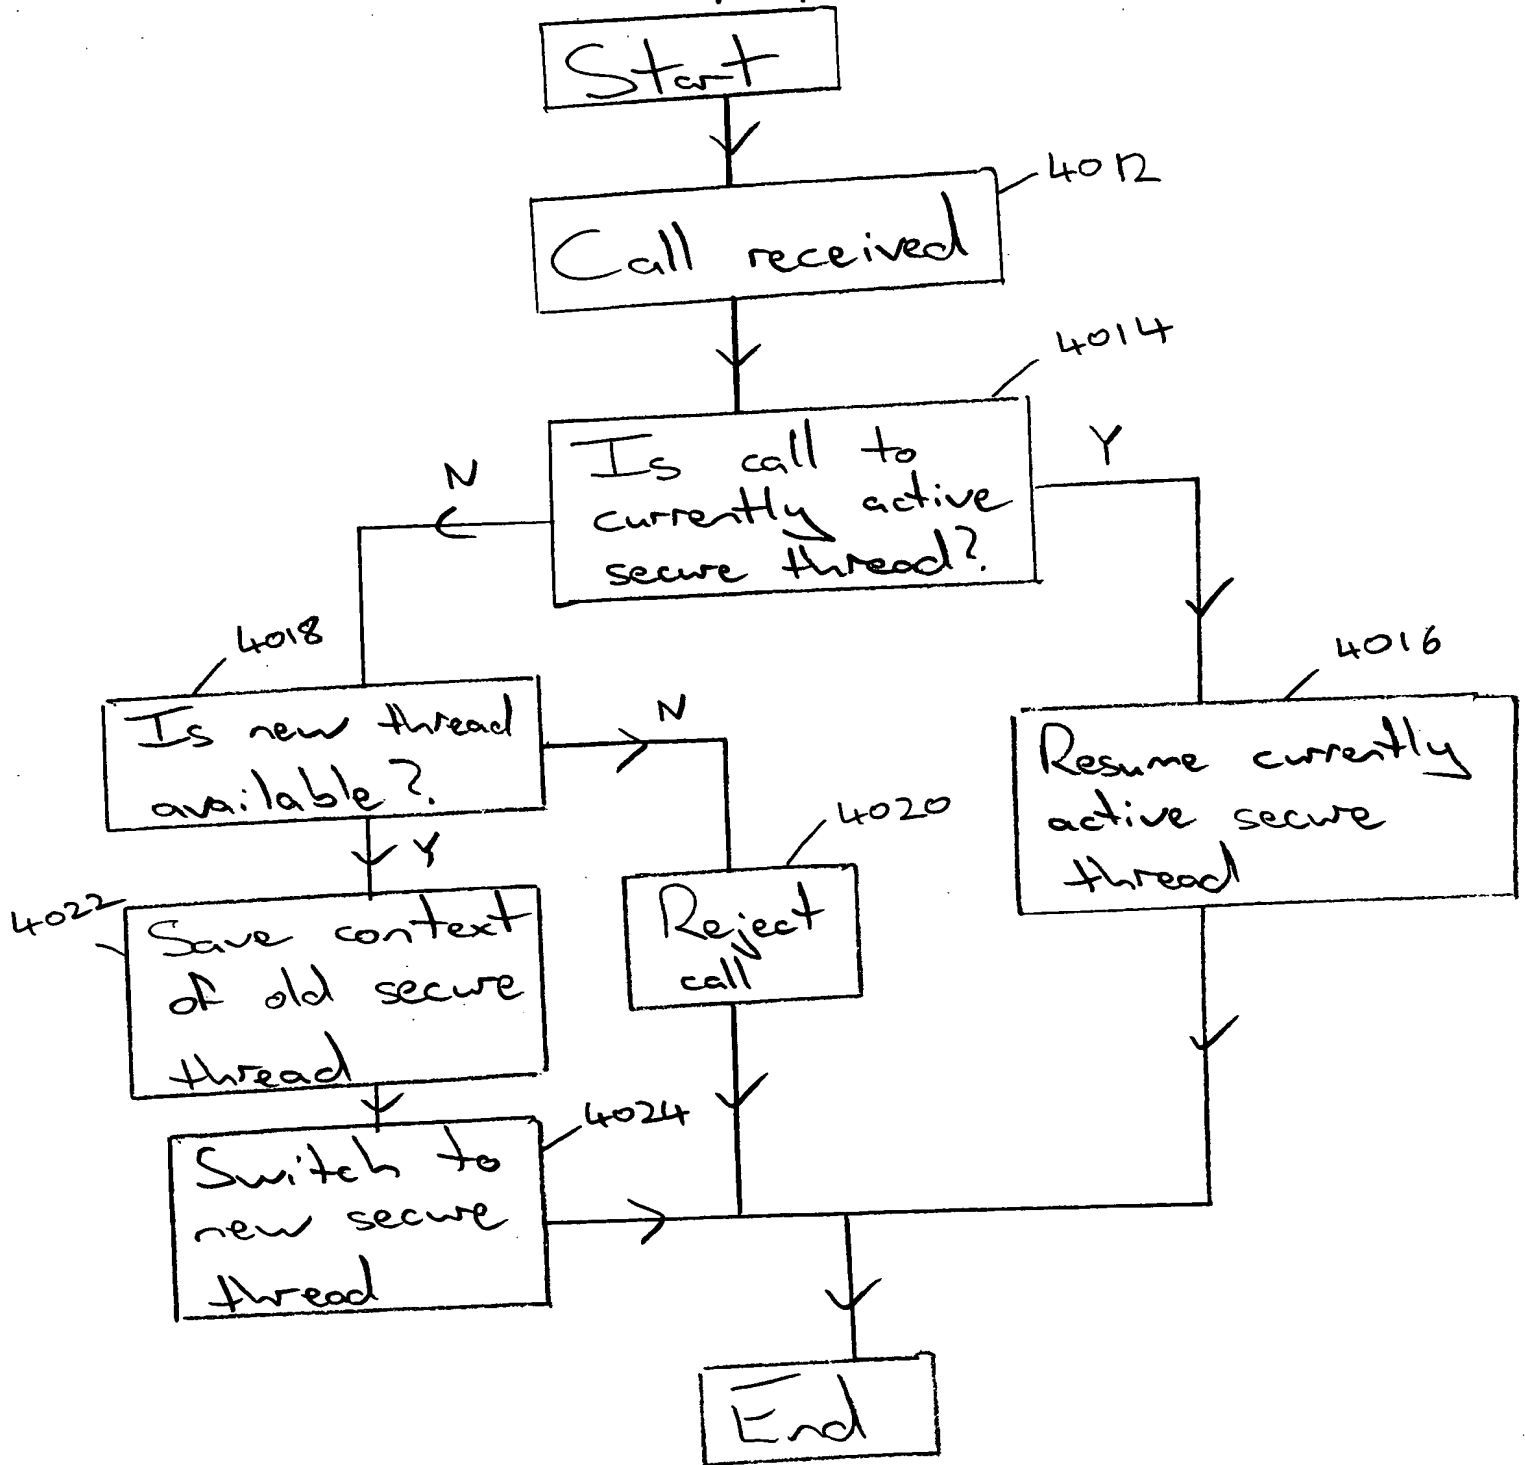 Start
4012
Call received
4014
Is call to
currently active
secure thread?
N
Y
4018
Is new thread
available?
N
4016
Resume currently
active secure
thread
Y
4020
Reject
call
4022
Save context
of old secure
thread
4024
Switch to
new secure
thread
End